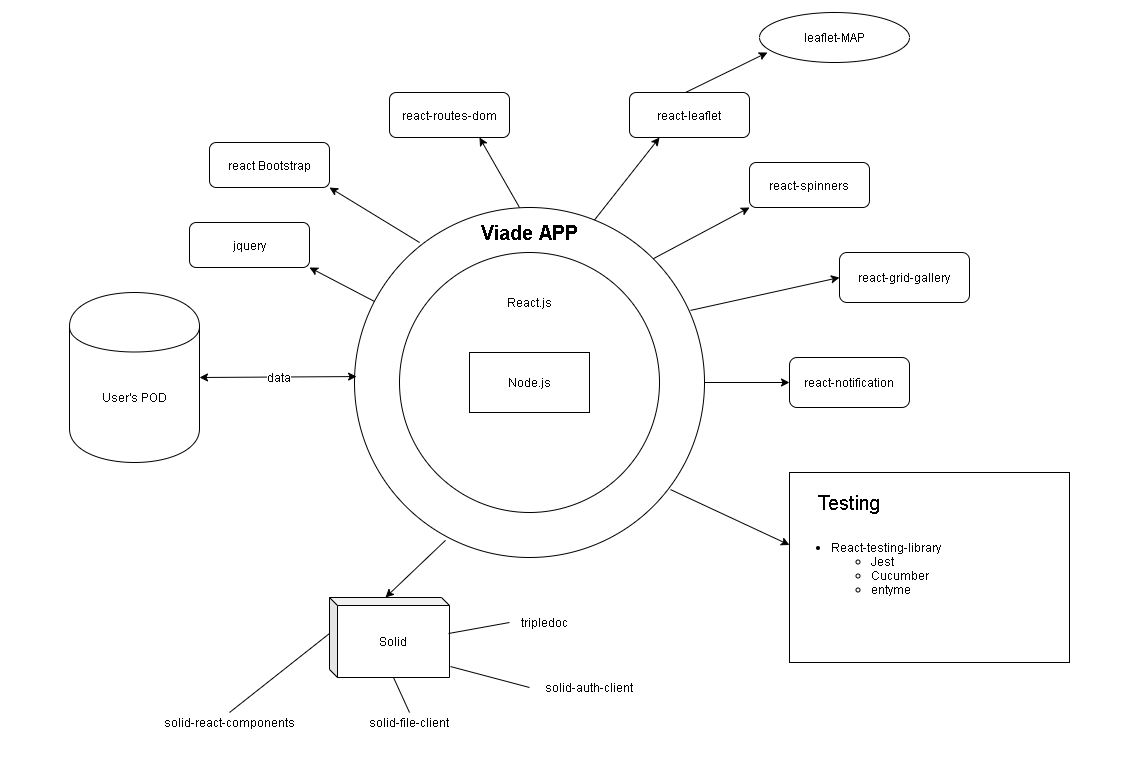 leaflet-MAP
react-routes-dom
react-leaflet
react Bootstrap
react-spinners
Viade APP
jquery
react-grid-gallery
React.js
data
Node.js
react-notification
User's POD
Testing
React-testing-library
Jest
Cucumber
entyme
tripledoc
Solid
solid-auth-client
solid-react-components
solid-file-client